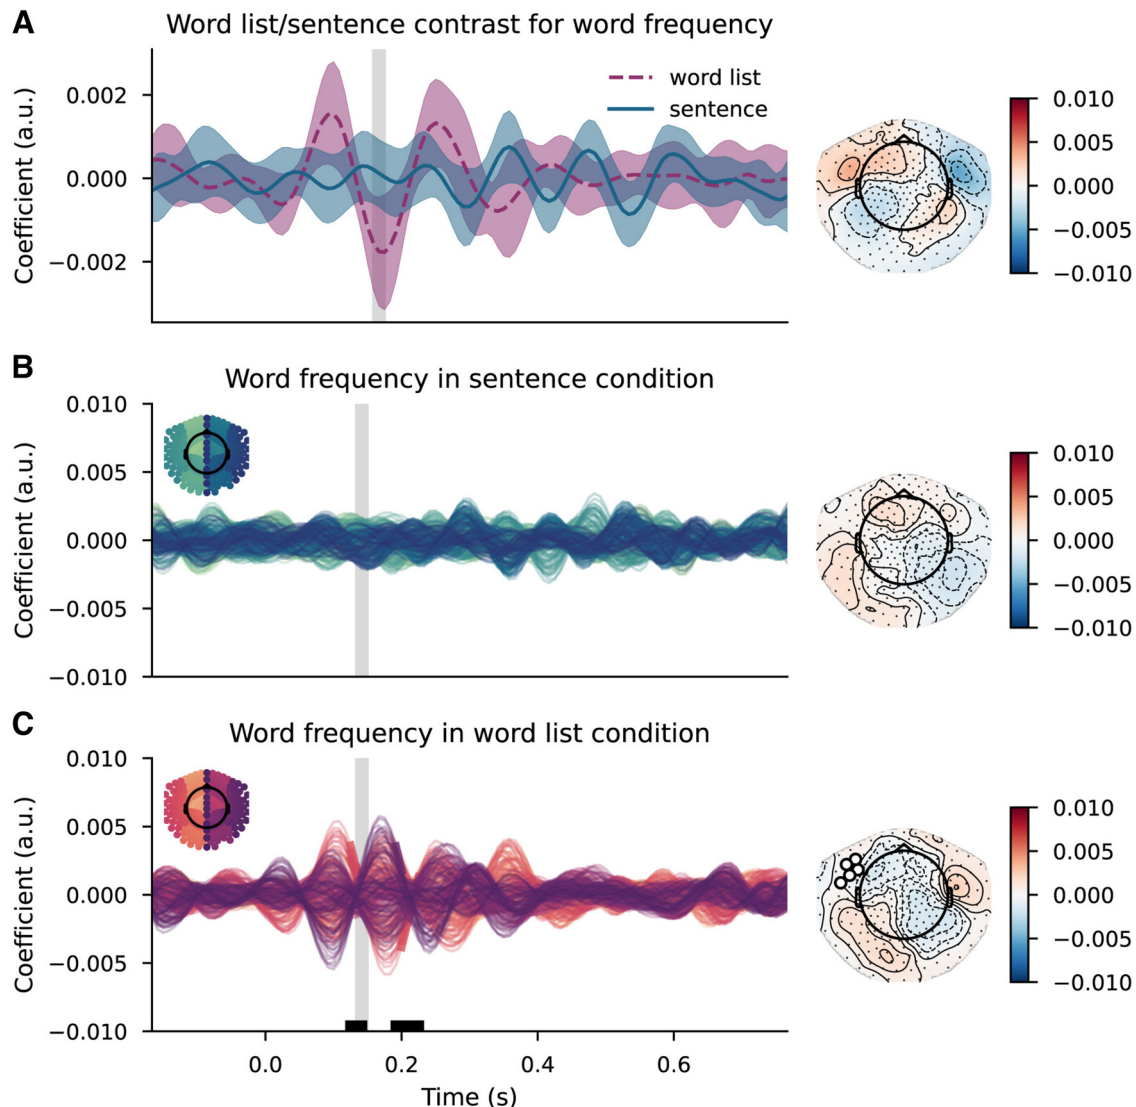 A
Word list/sentence contrast for word frequency
Coefficient (a.u.)
0.002
0.000
−0.002
word list
sentence
0.010
0.005
0.000
−0.005
−0.010
B
Word frequency in sentence condition
Coefficient (a.u.)
0.010
0.005
0.000
−0.005
−0.010
0.010
0.005
0.000
−0.005
−0.010
C
Word frequency in word list condition
Coefficient (a.u.)
0.010
0.005
0.000
−0.005
−0.010
0.010
0.005
0.000
−0.005
−0.010
0.0 0.2 0.4 0.6
Time (s)